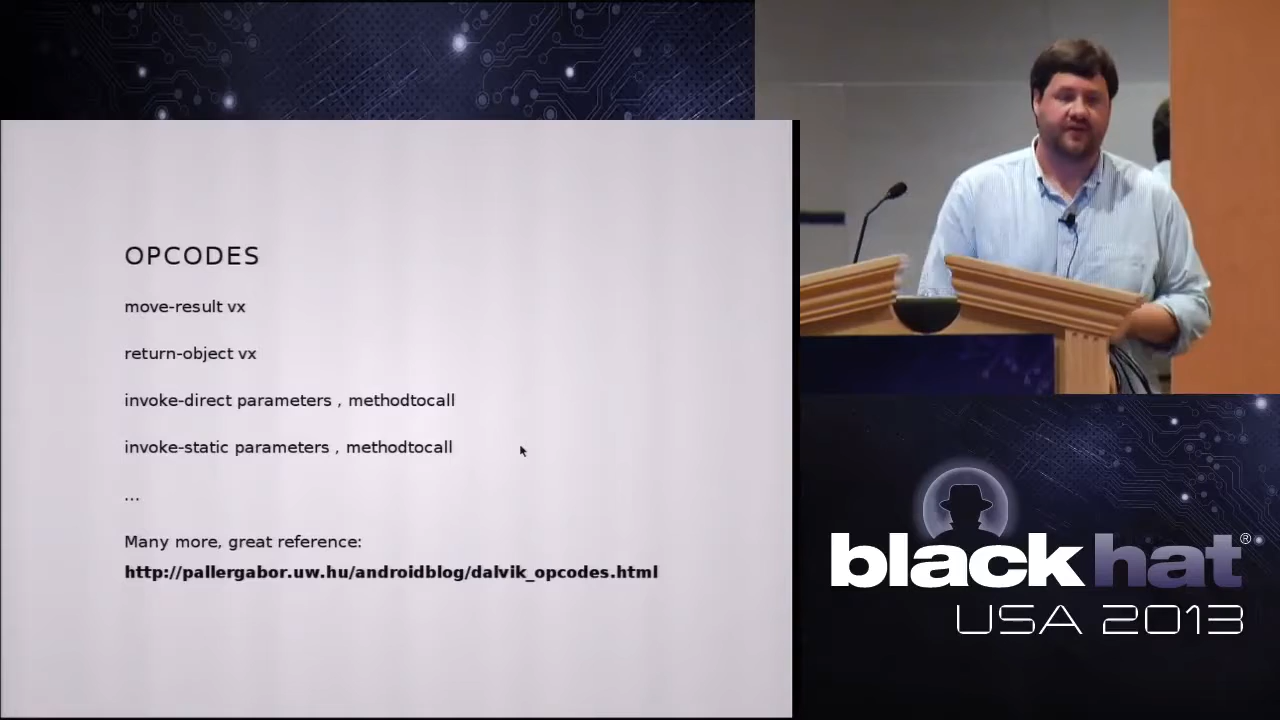 OPCODES
move-result vx
return-object vx
invoke-direct parameters , methodtocall
invoke-static parameters , methodtocall
...
Many more, great reference:
http://pallergabor.uw.hu/androidblog/dalvik_opcodes.html
black hat®
USA 2013